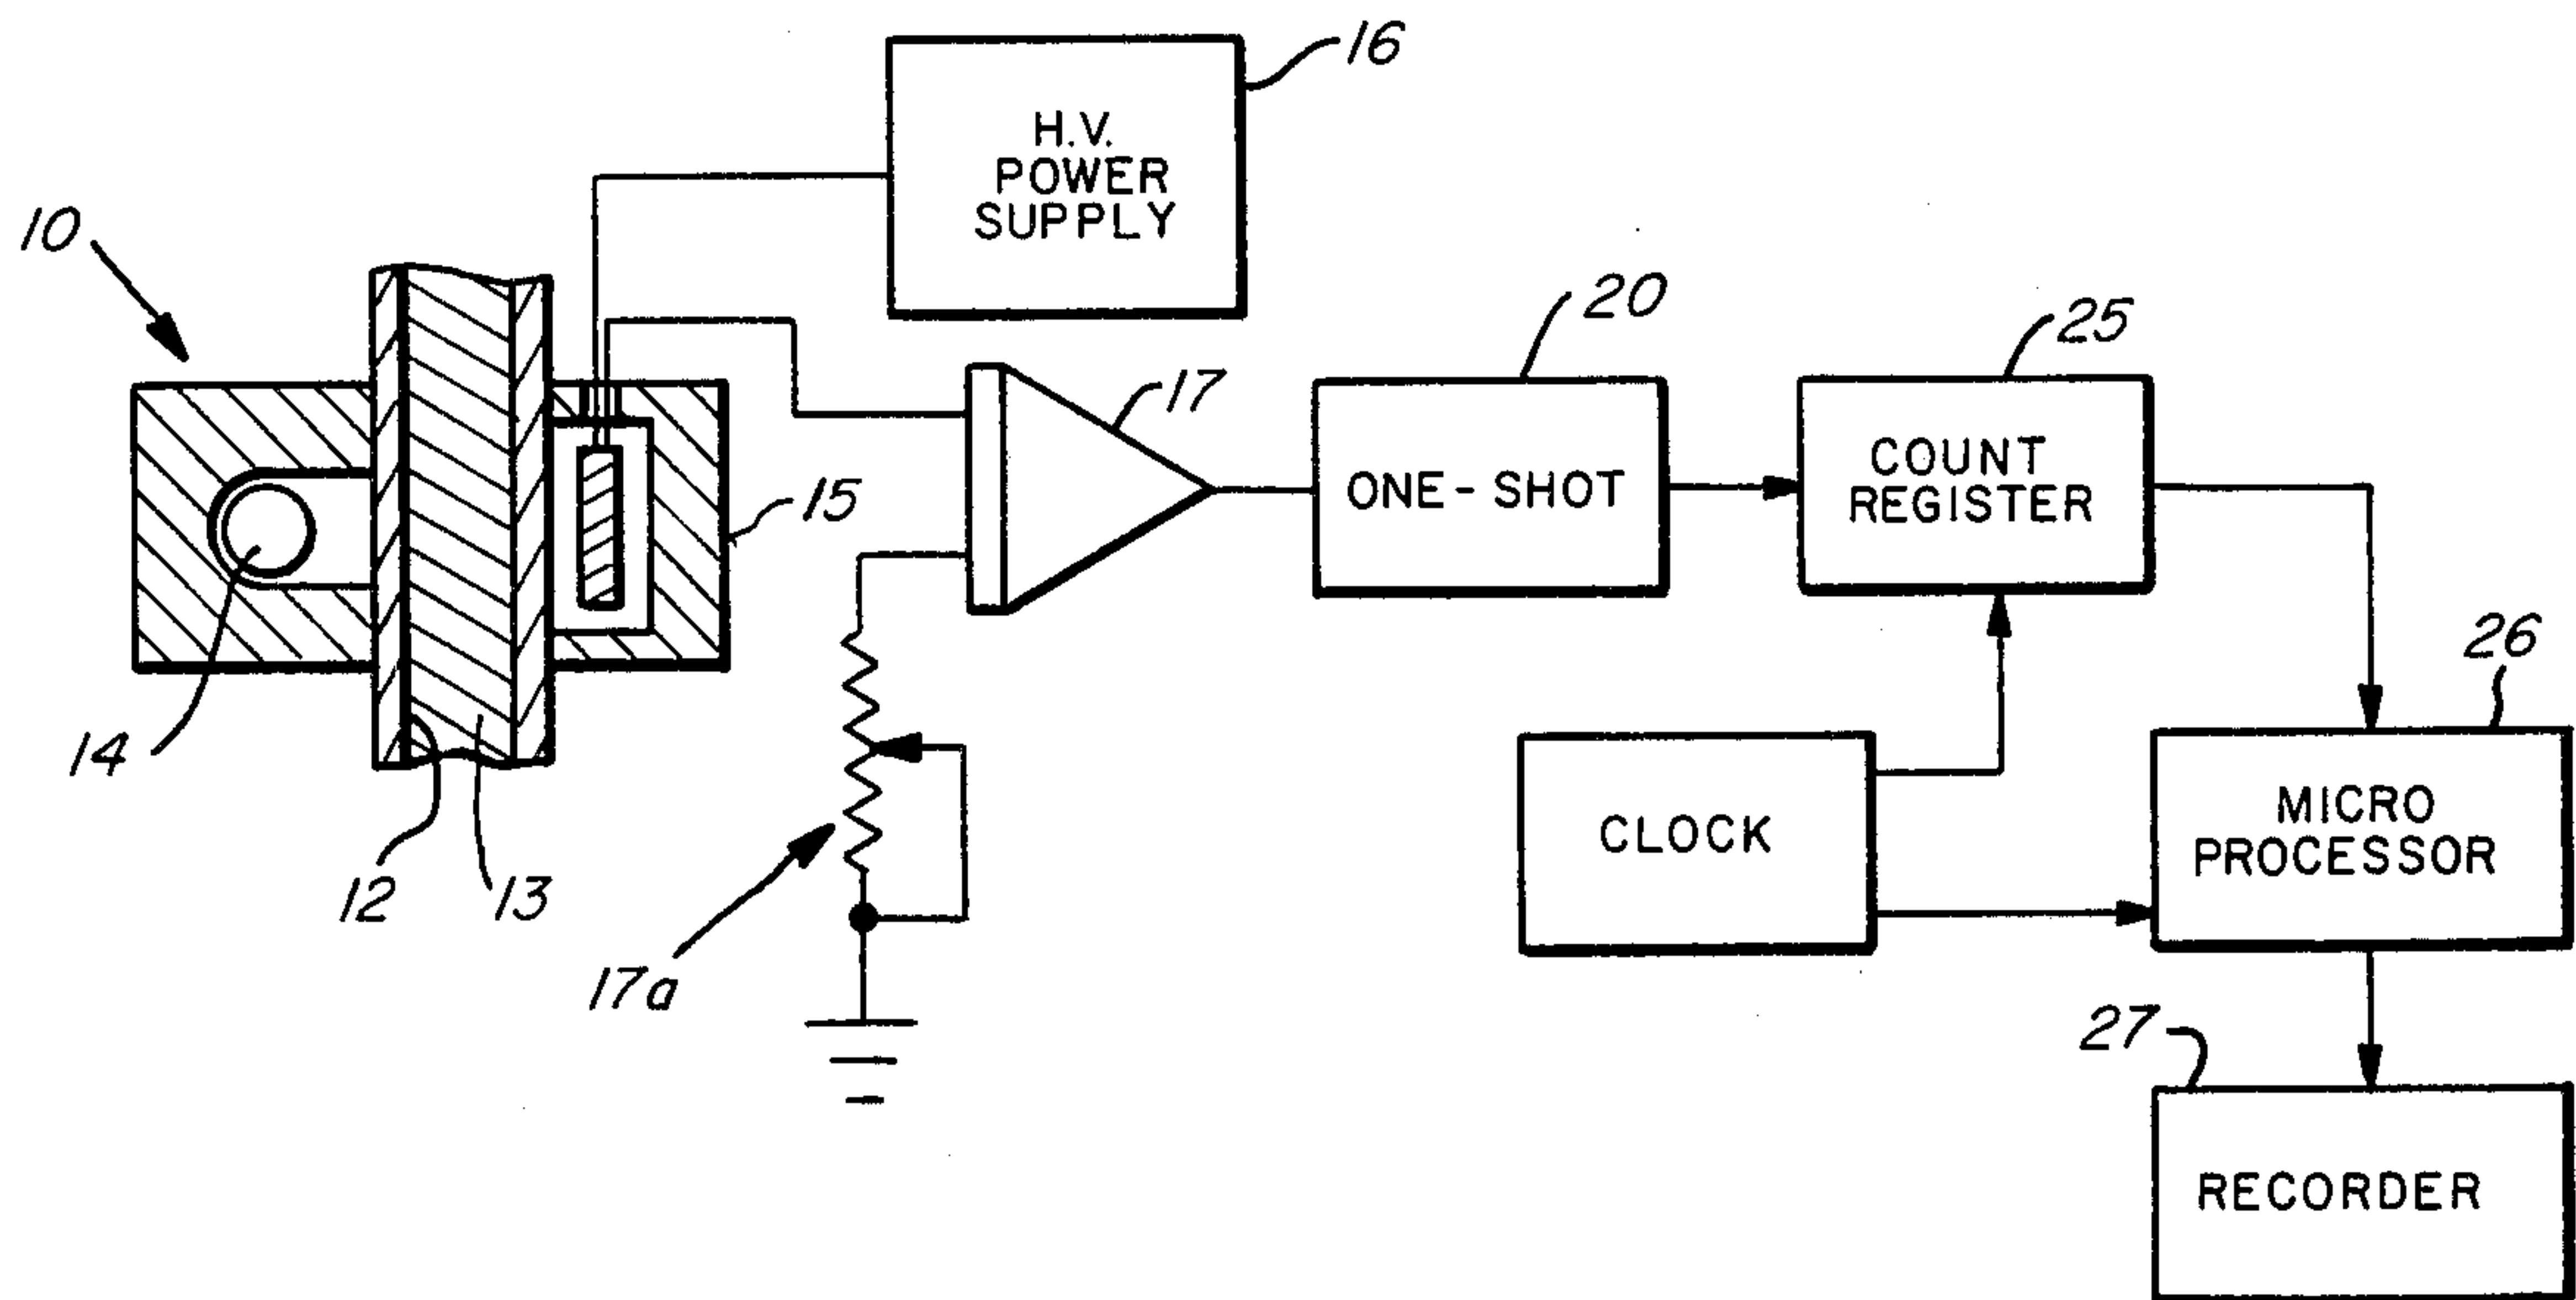 16
H.V.
POWER
SUPPLY
10
20
25
17
15
ONE - SHOT
COUNT
REGISTER
26
14
12
13
CLOCK
MICRO
PROCESSOR
17a
27
RECORDER